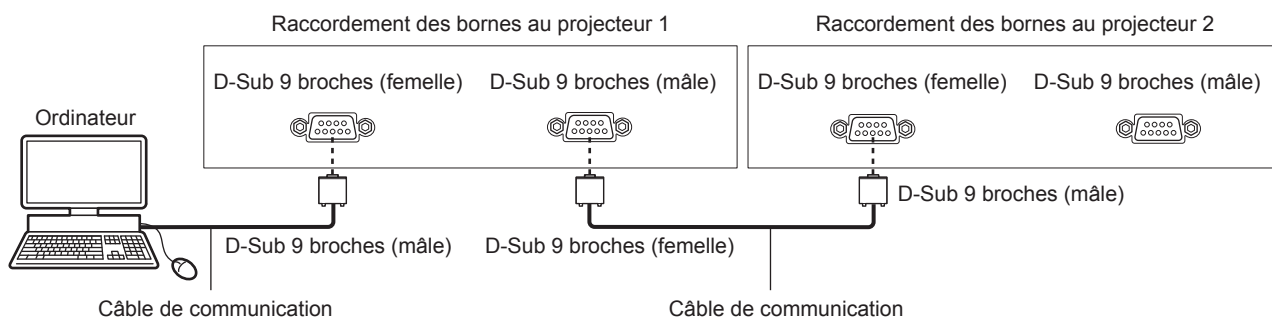 Raccordement des bornes au projecteur 1
Raccordement des bornes au projecteur 2
D-Sub 9 broches (femelle)
D-Sub 9 broches (mâle)
D-Sub 9 broches (femelle)
D-Sub 9 broches (mâle)
Ordinateur
D-Sub 9 broches (mâle)
D-Sub 9 broches (mâle)
D-Sub 9 broches (femelle)
Câble de communication
Câble de communication